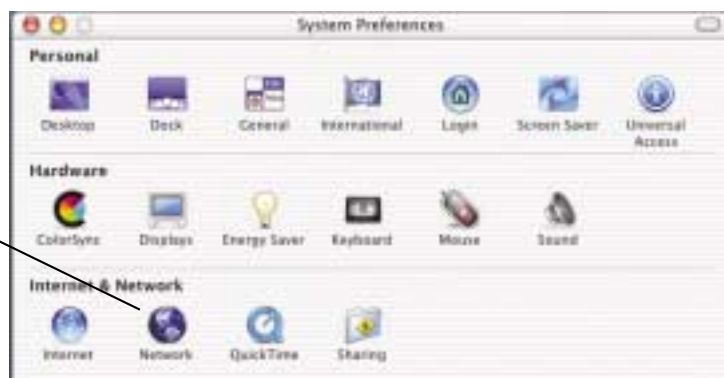 System Preferences
Personal
Desktop Dock General International Login Screen Saver Universal Access
Hardware
ColorSync Displays Energy Saver Keyboard Mouse Sound
Internet & Network
Internet Network QuickTime Sharing